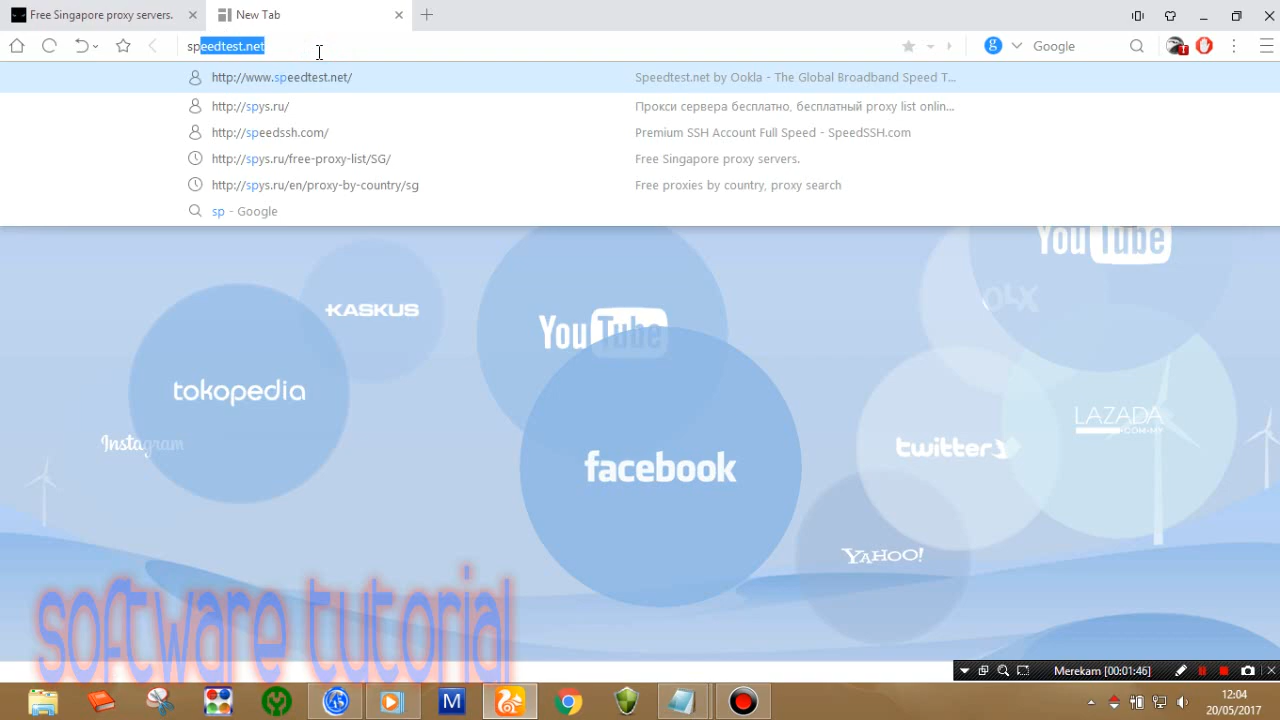 Free Singapore proxy servers.
New Tab
speedtest.net
Google
1
http://www.speedtest.net/
Speedtest.net by Ookla - The Global Broadband Speed T...
http://spys.ru/
Прокси сервера бесплатно, бесплатный proxy list onlin...
http://speedssh.com/
Premium SSH Account Full Speed - SpeedSSH.com
http://spys.ru/free-proxy-list/SG/
Free Singapore proxy servers.
http://spys.ru/en/proxy-by-country/sg
Free proxies by country, proxy search
sp - Google
YouTube
OLX
KASKUS
YouTube
tokopedia
LAZADA
.COM.MY
Instagram
twitter
facebook
YAHOO!
software tutorial
Merekam [00:01:46]
M
12:04
20/05/2017